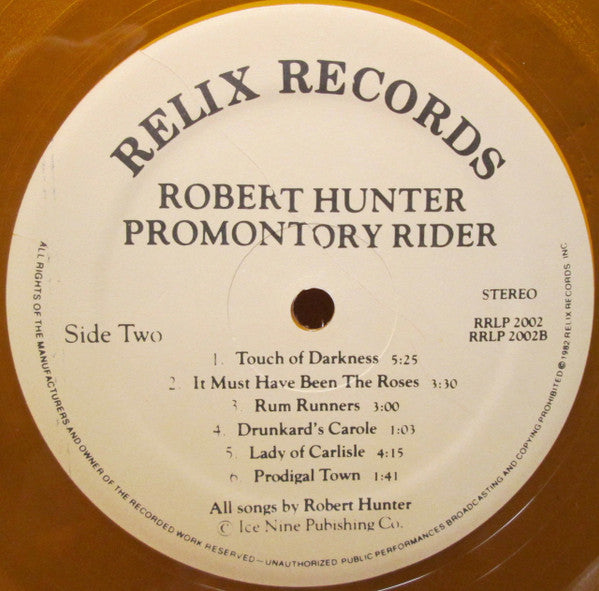 RELIX RECORDS
ROBERT HUNTER
PROMONTORY RIDER
STEREO
RRLP 2002
RRLP 2002B
Side Two
1. Touch of Darkness 5:25
2. It Must Have Been The Roses 3:30
3. Rum Runners 3:00
4. Drunkard's Carole 1:03
5. Lady of Carlisle 4:15
6 Prodigal Town 1:41
All songs by Robert Hunter
© Ice Nine Pubishing Co.
ALL RIGHTS OF THE MANUFACTURERS AND OWNER OF THE RECORDED WORK RESERVED—UNAUTHORIZED PUBLIC PERFORMANCES BROADCASTING AND COPYING PROHIBITED ℗ 1982 RELIX RECORDS, INC.